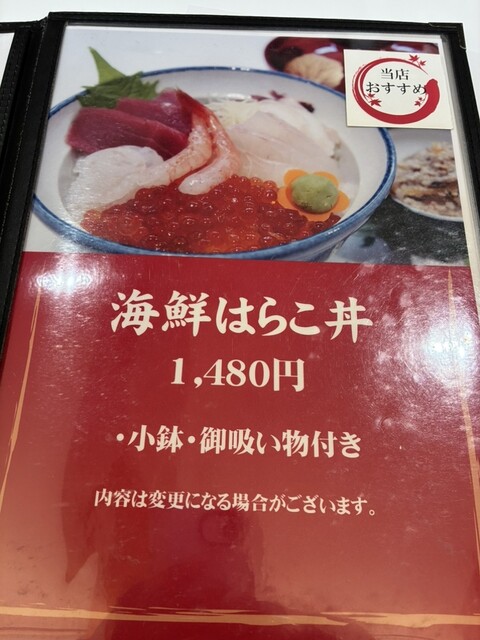 当店
おすすめ
海鮮はらこ丼
1,480円
・小鉢・御吸い物付き
内容は変更になる場合がございます。